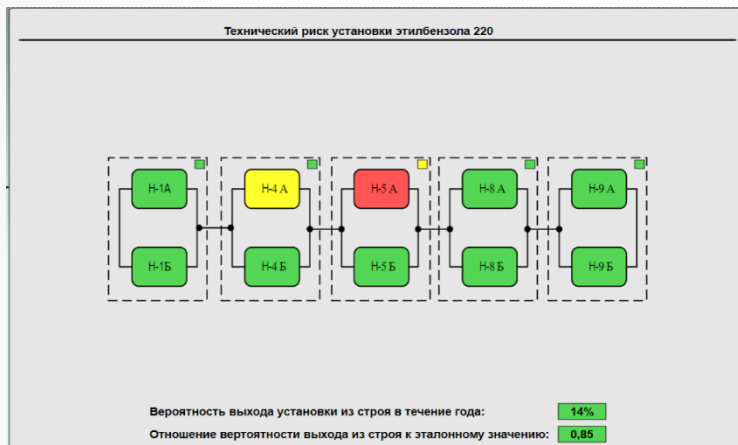 Технический риск установки этилбензола 220
Н-1А
Н-4 А
Н-5 А
Н-8 А
Н-9 А
Н-1Б
Н-4 Б
Н-5 Б
Н-8 Б
Н-9 Б
Вероятность выхода установки из строя в течение года: 14%
Отношение вертоятности выхода из строя к эталонному значению: 0,85